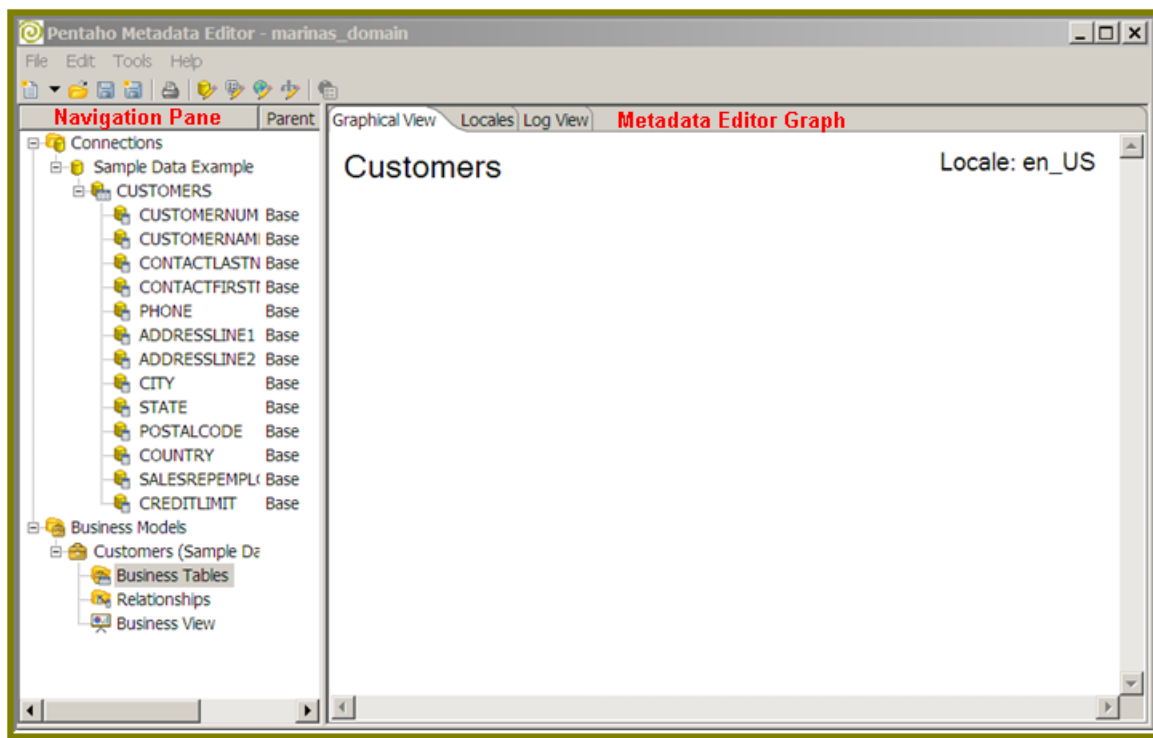 Pentaho Metadata Editor - marinas_domain
File Edit Tools Help
Navigation Pane Parent Graphical View Locales Log View Metadata Editor Graph
Connections
Sample Data Example
CUSTOMERS
CUSTOMERNUM Base
CUSTOMERNAM Base
CONTACTLASTN Base
CONTACTFIRST Base
PHONE Base
ADDRESSLINE1 Base
ADDRESSLINE2 Base
CITY Base
STATE Base
POSTALCODE Base
COUNTRY Base
SALESREPEMPL Base
CREDITLIMIT Base
Business Models
Customers (Sample Da
Business Tables
Relationships
Business View
Customers
Locale: en_US